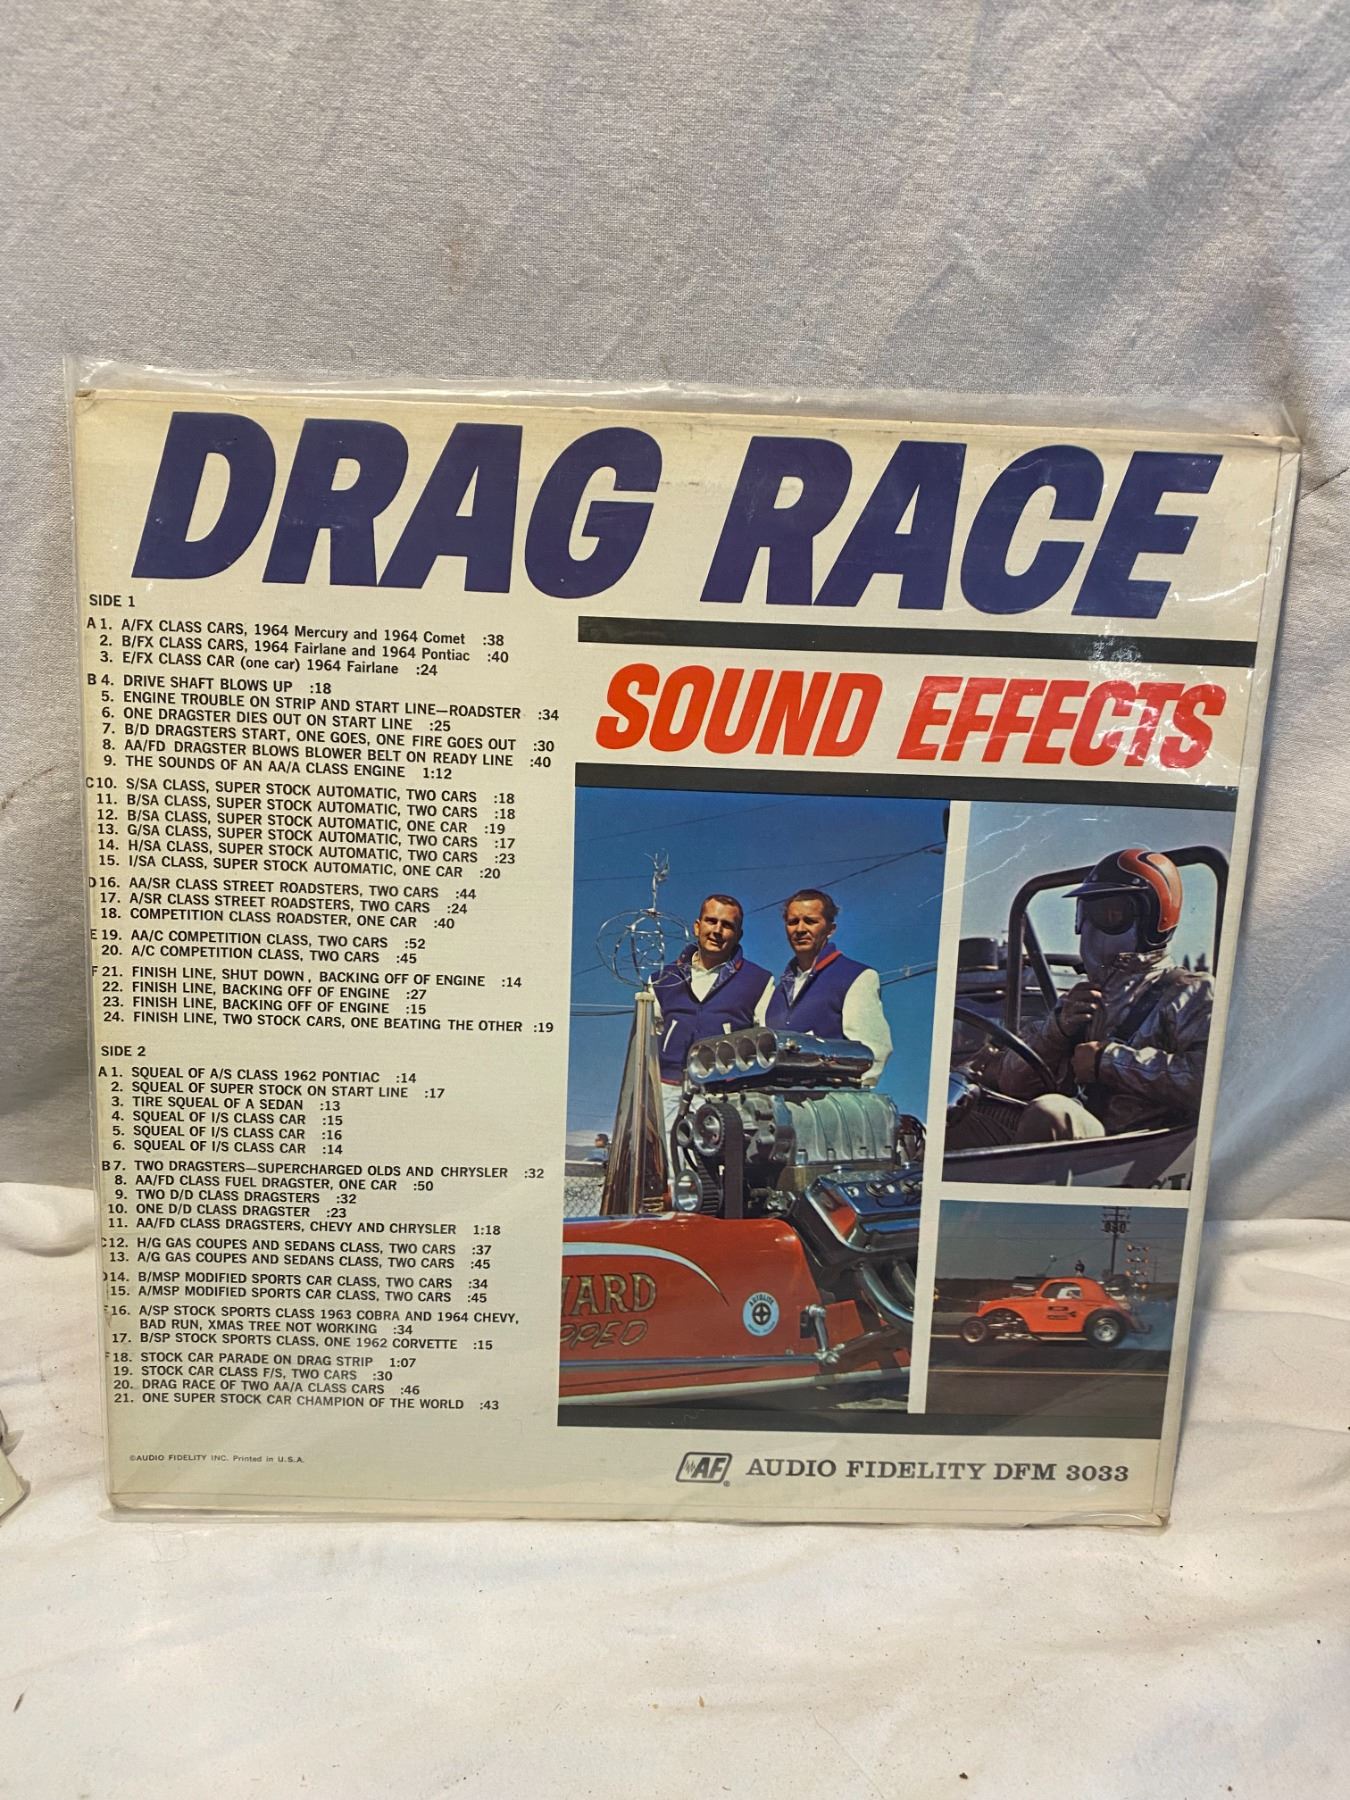 DRAG RACE
SOUND EFFECTS
SIDE 1
A 1. A/FX CLASS CARS, 1964 Mercury and 1964 Comet :38
2. B/FX CLASS CARS, 1964 Fairlane and 1964 Pontiac :40
3. E/FX CLASS CAR (one car) 1964 Fairlane :24
B 4. DRIVE SHAFT BLOWS UP :18
5. ENGINE TROUBLE ON STRIP AND START LINE—ROADSTER :34
6. ONE DRAGSTER DIES OUT ON START LINE :25
7. B/D DRAGSTERS START, ONE GOES, ONE FIRE GOES OUT :30
8. AA/FD DRAGSTER BLOWS BLOWER BELT ON READY LINE :40
9. THE SOUNDS OF AN AA/A CLASS ENGINE 1:12
C 10. S/SA CLASS, SUPER STOCK AUTOMATIC, TWO CARS :18
11. B/SA CLASS, SUPER STOCK AUTOMATIC, TWO CARS :18
12. B/SA CLASS, SUPER STOCK AUTOMATIC, ONE CAR :19
13. G/SA CLASS, SUPER STOCK AUTOMATIC, TWO CARS :17
14. H/SA CLASS, SUPER STOCK AUTOMATIC, TWO CARS :23
15. I/SA CLASS, SUPER STOCK AUTOMATIC, ONE CAR :20
D 16. AA/SR CLASS STREET ROADSTERS, TWO CARS :44
17. A/SR CLASS STREET ROADSTERS, TWO CARS :24
18. COMPETITION CLASS ROADSTER, ONE CAR :40
E 19. AA/C COMPETITION CLASS, TWO CARS :52
20. A/C COMPETITION CLASS, TWO CARS :45
F 21. FINISH LINE, SHUT DOWN, BACKING OFF OF ENGINE :14
22. FINISH LINE, BACKING OFF OF ENGINE :27
23. FINISH LINE, BACKING OFF OF ENGINE :15
24. FINISH LINE, TWO STOCK CARS, ONE BEATING THE OTHER :19
SIDE 2
A 1. SQUEAL OF A/S CLASS 1962 PONTIAC :14
2. SQUEAL OF SUPER STOCK ON START LINE :17
3. TIRE SQUEAL OF A SEDAN :13
4. SQUEAL OF I/S CLASS CAR :15
5. SQUEAL OF I/S CLASS CAR :16
6. SQUEAL OF I/S CLASS CAR :14
B 7. TWO DRAGSTERS—SUPERCHARGED OLDS AND CHRYSLER :32
8. AA/FD CLASS FUEL DRAGSTER, ONE CAR :50
9. TWO D/D CLASS DRAGSTERS :32
10. ONE D/D CLASS DRAGSTER :23
11. AA/FD CLASS DRAGSTERS, CHEVY AND CHRYSLER 1:18
12. H/G GAS COUPES AND SEDANS CLASS, TWO CARS :37
13. A/G GAS COUPES AND SEDANS CLASS, TWO CARS :45
14. B/MSP MODIFIED SPORTS CAR CLASS, TWO CARS :34
15. A/MSP MODIFIED SPORTS CAR CLASS, TWO CARS :45
16. A/SP STOCK SPORTS CLASS 1963 COBRA AND 1964 CHEVY,
BAD RUN, XMAS TREE NOT WORKING :34
17. B/SP STOCK SPORTS CLASS, ONE 1962 CORVETTE :15
18. STOCK CAR PARADE ON DRAG STRIP 1:07
19. STOCK CAR CLASS F/S, TWO CARS :30
20. DRAG RACE OF TWO AA/A CLASS CARS :46
21. ONE SUPER STOCK CAR CHAMPION OF THE WORLD :43
©AUDIO FIDELITY INC. Printed in U.S.A.
AF® AUDIO FIDELITY DFM 3033
WARD
PPED
AUTOLITE